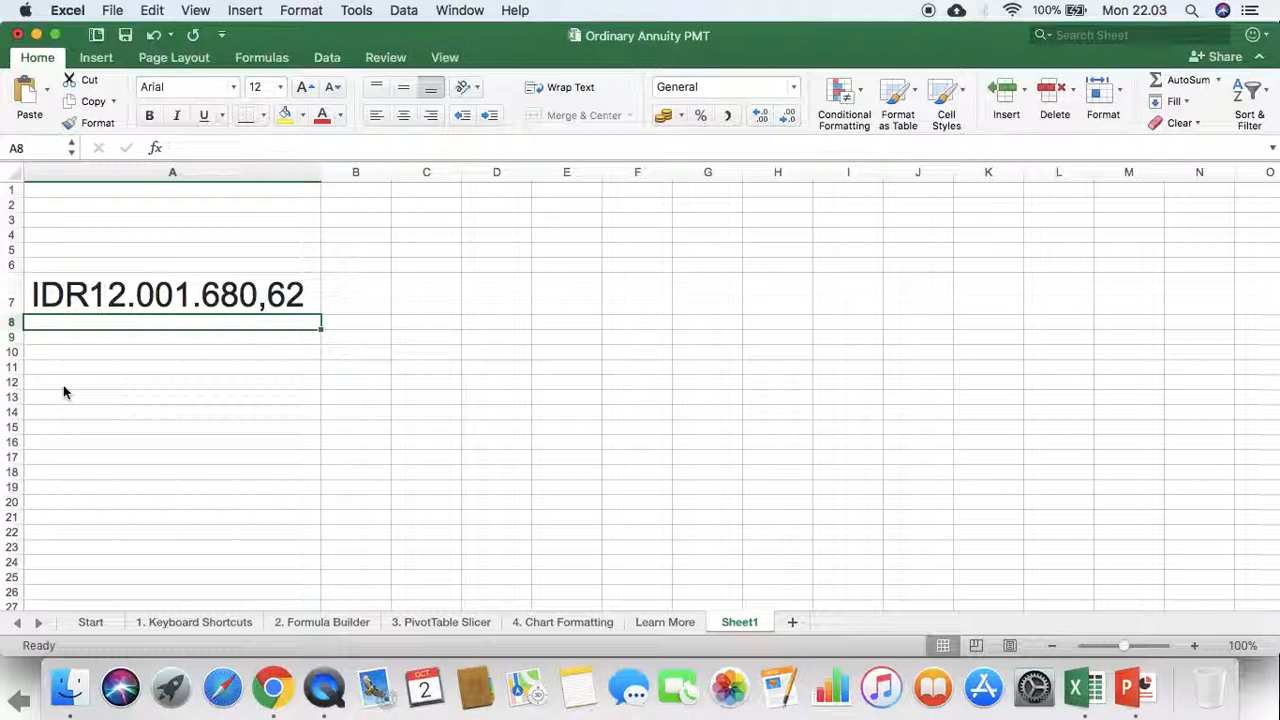 Excel File Edit View Insert Format Tools Data Window Help 100% Mon 22.03
Ordinary Annuity PMT Search Sheet
Home Insert Page Layout Formulas Data Review View Share
Cut AutoSum
Arial 12 Wrap Text General
Copy Fill
Paste Format Merge & Center Conditional Formatting Format as Table Cell Styles Insert Delete Format Clear Sort & Filter
A8 fx
A B C D E F G H I J K L M N O
1
2
3
4
5
6
7 IDR12.001.680,62
8
9
10
11
12
13
14
15
16
17
18
19
20
21
22
23
24
25
26
27
Start 1. Keyboard Shortcuts 2. Formula Builder 3. PivotTable Slicer 4. Chart Formatting Learn More Sheet1
Ready 100%
OCT
2